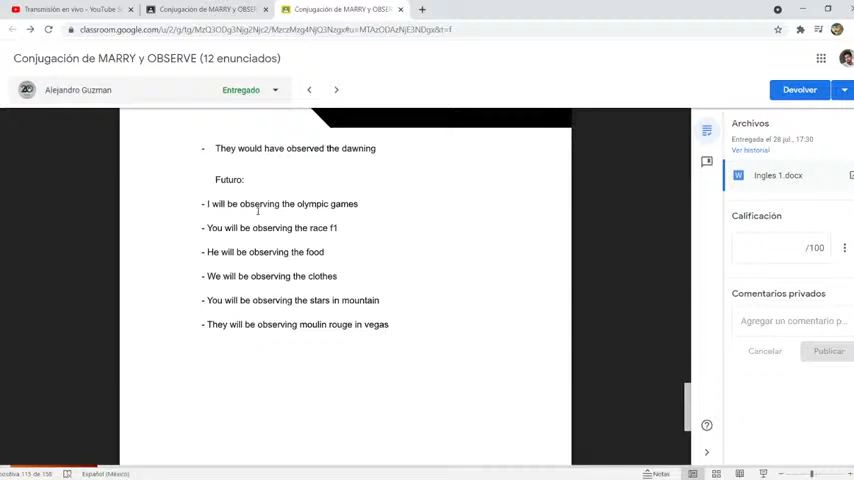 Transmisión en vivo - YouTube S
Conjugación de MARRY y OBSER
Conjugación de MARRY y OBSER
classroom.google.com/u/2/g/tg/
Conjugación de MARRY y OBSERVE (12 enunciados)
Alejandro Guzman
Entregado
Devolver
- They would have observed the dawning
Futuro:
- I will be observing the olympic games
- You will be observing the race f1
- He will be observing the food
- We will be observing the clothes
- You will be observing the stars in mountain
- They will be observing moulin rouge in vegas
Archivos
Entregada el 28 jul., 17:30
Ver historial
Ingles 1.docx
Calificación
/100
Comentarios privados
Agregar un comentario p...
Cancelar
Publicar
Español (México)
Notas